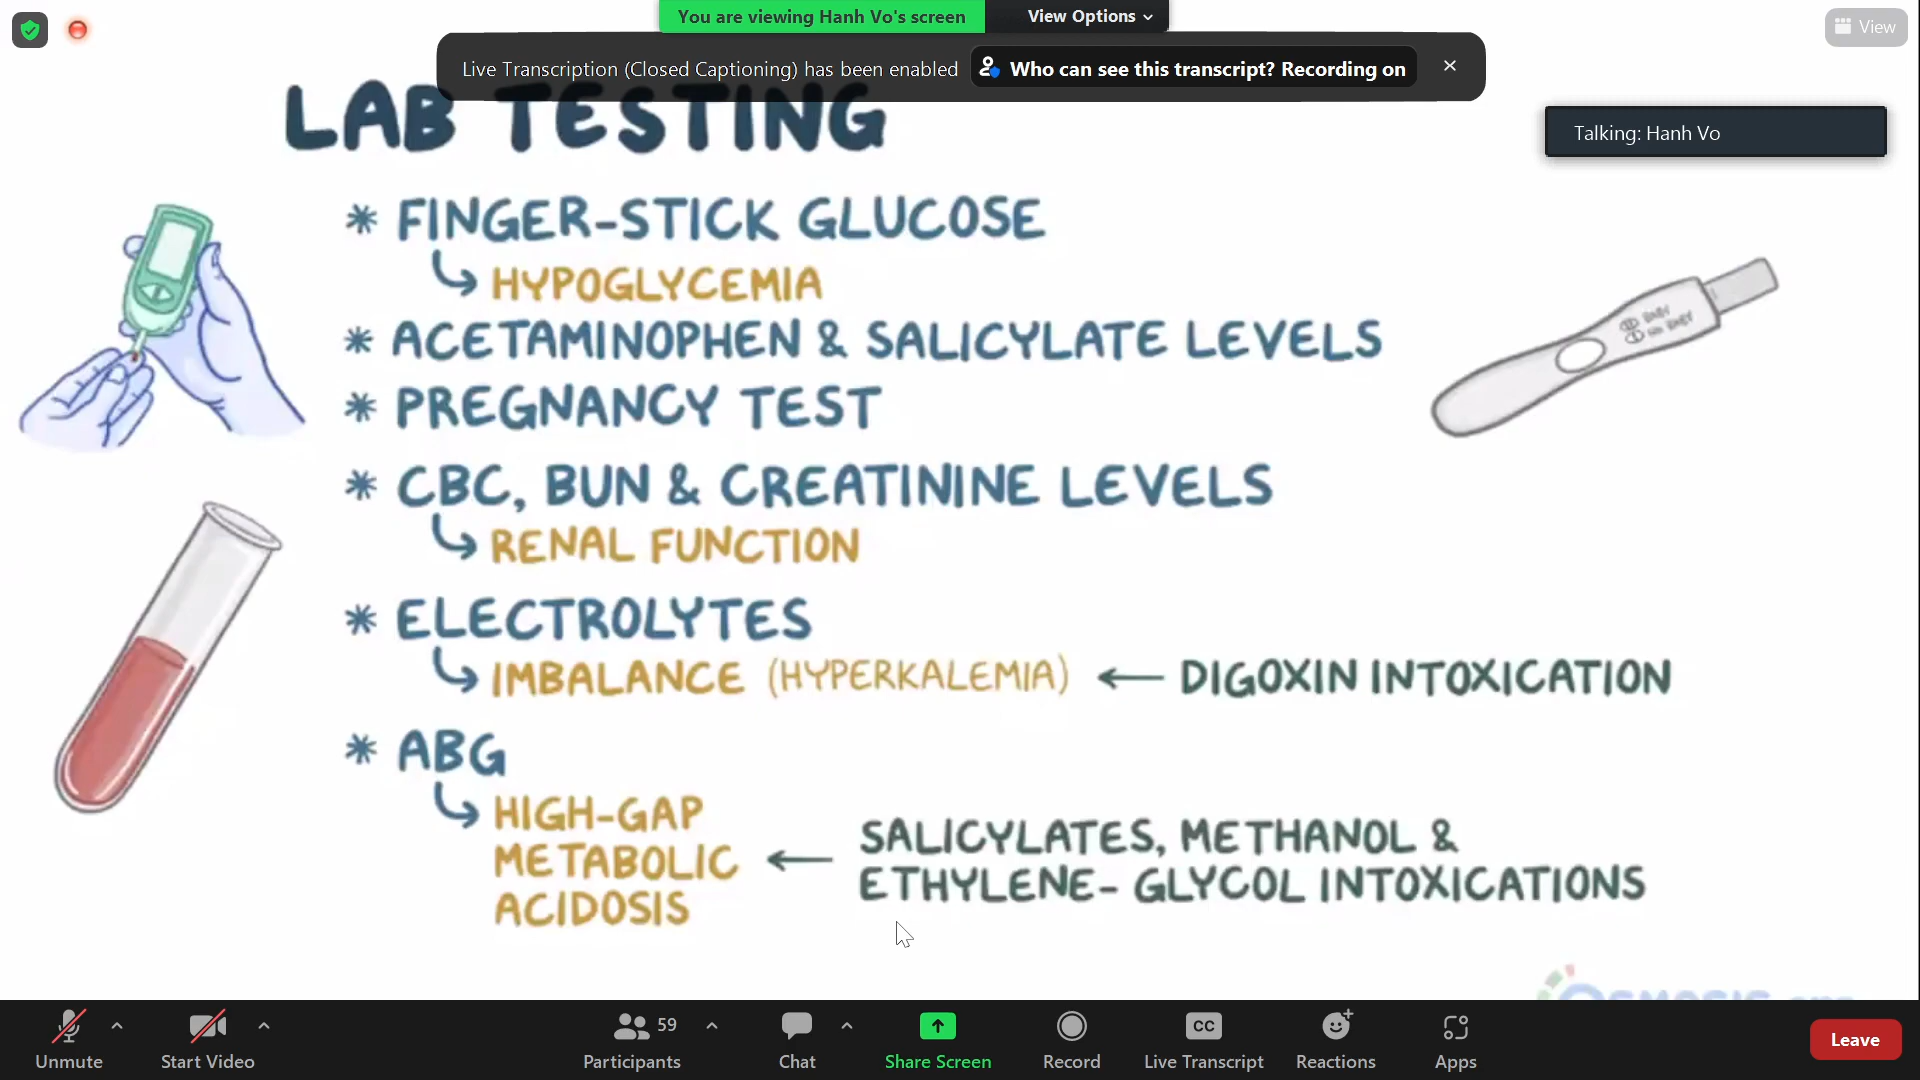 You are viewing Hanh Vo's screen
View Options
View
Live Transcription (Closed Captioning) has been enabled
Who can see this transcript? Recording on
LAB TESTING
Talking: Hanh Vo
* FINGER-STICK GLUCOSE
HYPOGLYCEMIA
* ACETAMINOPHEN & SALICYLATE LEVELS
BABY
NO BABY
* PREGNANCY TEST
* CBC, BUN & CREATININE LEVELS
RENAL FUNCTION
* ELECTROLYTES
IMBALANCE (HYPERKALEMIA) ← DIGOXIN INTOXICATION
* ABG
HIGH-GAP
METABOLIC
ACIDOSIS
← SALICYLATES, METHANOL &
ETHYLENE- GLYCOL INTOXICATIONS
Unmute
Start Video
59
Participants
Chat
Share Screen
Record
CC
Live Transcript
Reactions
Apps
Leave